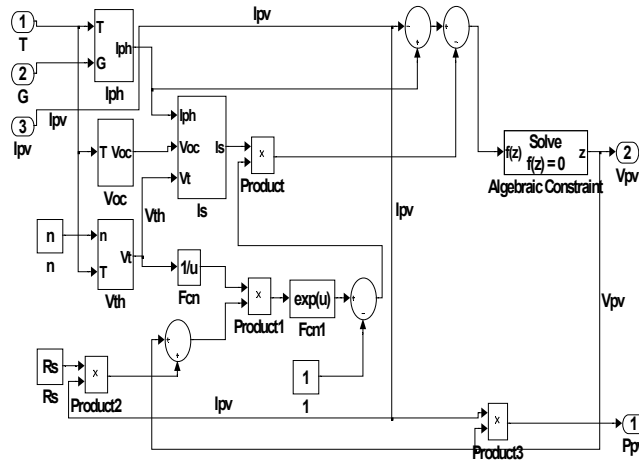 1
T
2
G
3
Ipv
T
G
Iph
Iph
Ipv
Ipv
T
Voc
Voc
Iph
Voc
Vt
Is
Is
x
Product
Solve
f(z)
f(z) = 0
z
Algebraic Constraint
2
Vpv
n
n
n
T
Vt
Vth
Vth
1/u
Fcn
x
Product1
exp(u)
Fcn1
Ipv
Vpv
Rs
Rs
x
Product2
1
1
Ipv
x
Product3
1